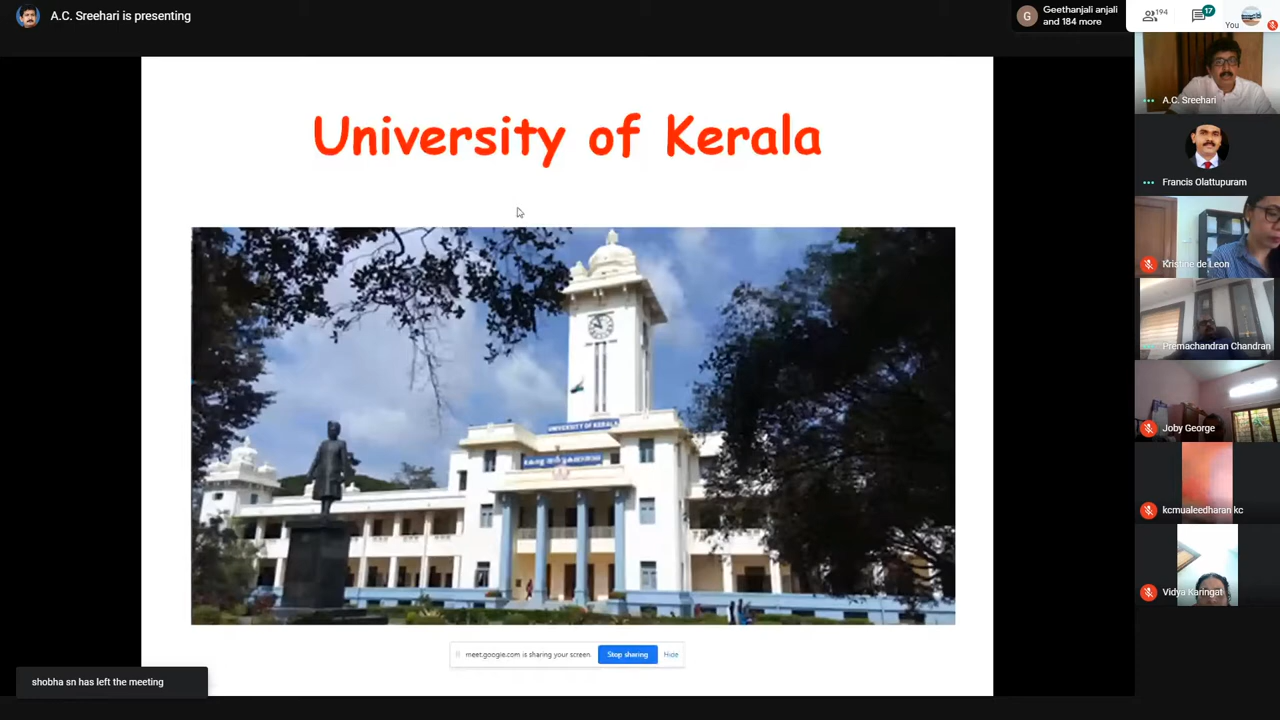 A.C. Sreehari is presenting
Geethanjali anjali
and 184 more
194
17
You
A.C. Sreehari
Francis Olattupuram
Kristine de Leon
Premachandran Chandran
Joby George
kcmualeedharan kc
Vidya Karingat
University of Kerala
UNIVERSITY OF KERALA
meet.google.com is sharing your screen.
Stop sharing
Hide
shobha sn has left the meeting